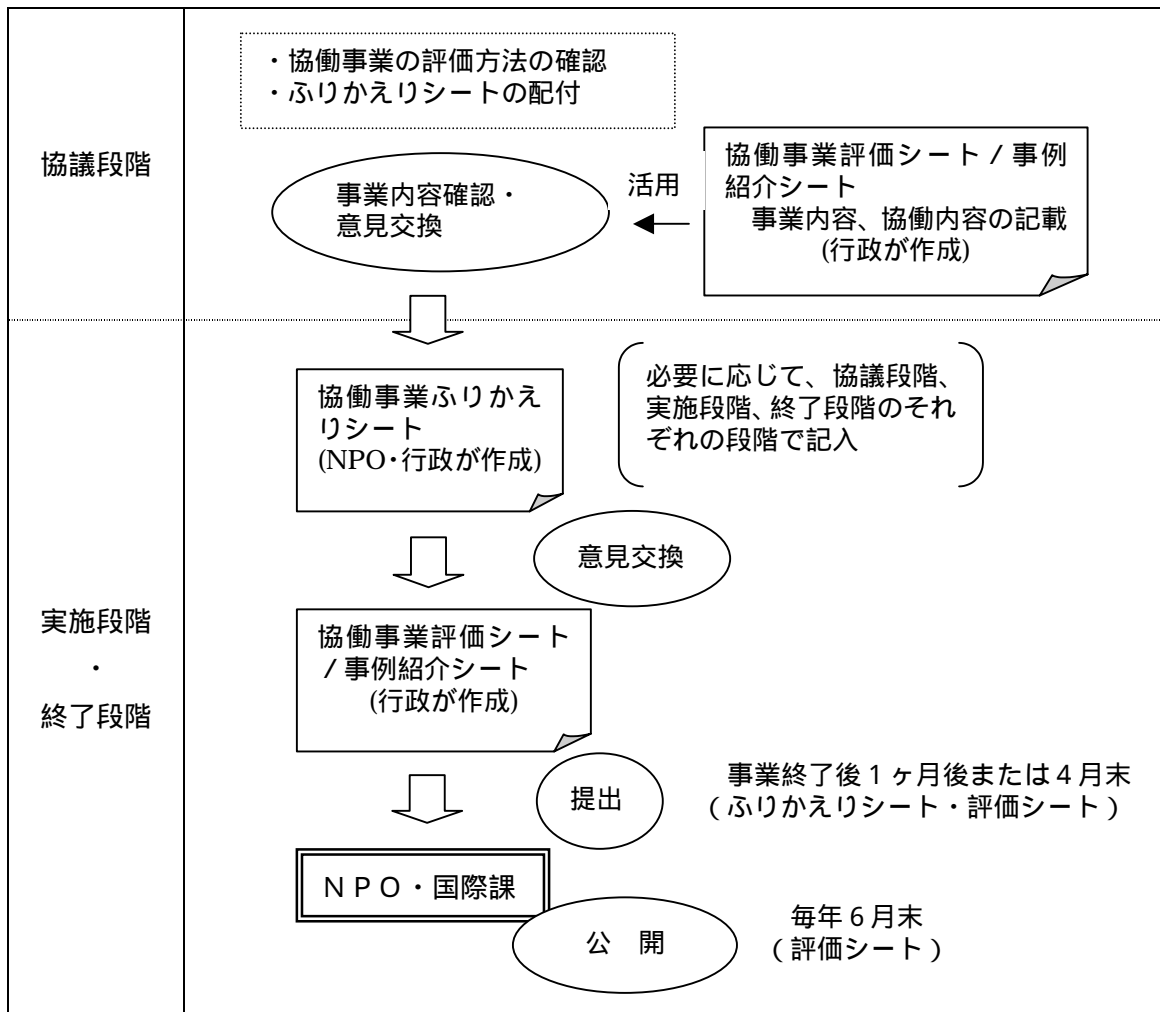 ・協働事業の評価方法の確認
・ふりかえりシートの配付
協議段階
事業内容確認・
意見交換
活用
協働事業評価シート／事例
紹介シート
事業内容、協働内容の記載
(行政が作成)
協働事業ふりかえ
りシート
(NPO・行政が作成)
必要に応じて、協議段階、
実施段階、終了段階のそれ
ぞれの段階で記入
意見交換
実施段階
・
終了段階
協働事業評価シート
／事例紹介シート
(行政が作成)
提出
事業終了後１ヶ月後または４月末
（ふりかえりシート・評価シート）
ＮＰＯ・国際課
公　開
毎年６月末
（評価シート）